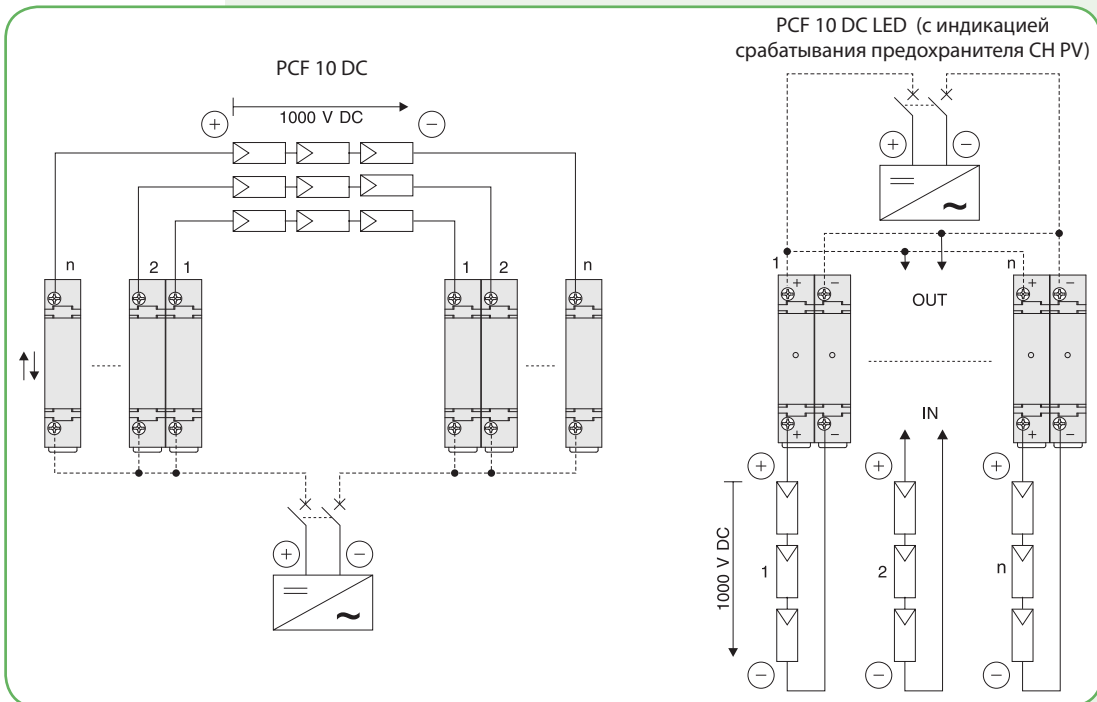 PCF 10 DC
1000 V DC
+
−
n
2
1
1
2
n
+
−
~
PCF 10 DC LED (с индикацией
срабатывания предохранителя CH PV)
+
−
~
1
n
+
−
+
−
OUT
IN
+
−
+
−
+
+
+
1000 V DC
1
2
n
−
−
−